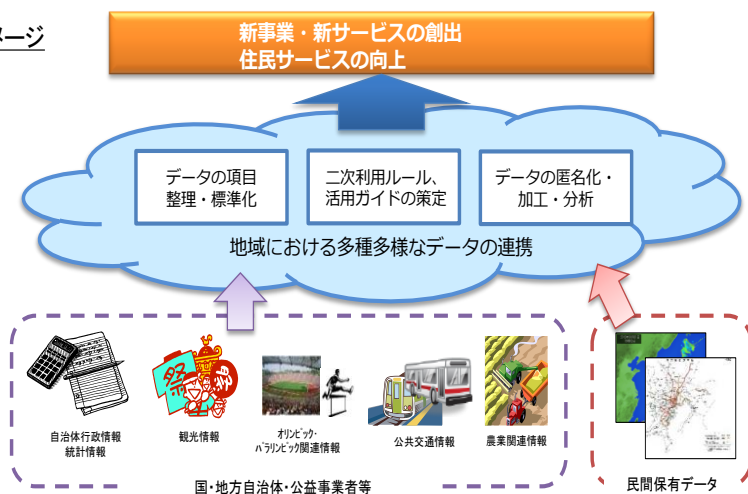 メージ
新事業・新サービスの創出
住民サービスの向上
データの項目
整理・標準化
二次利用ルール、
活用ガイドの策定
データの匿名化・
加工・分析
地域における多種多様なデータの連携
自治体行政情報
統計情報
観光情報
オリンピック・
パラリンピック関連情報
公共交通情報
農業関連情報
国・地方自治体・公益事業者等
民間保有データ
祭